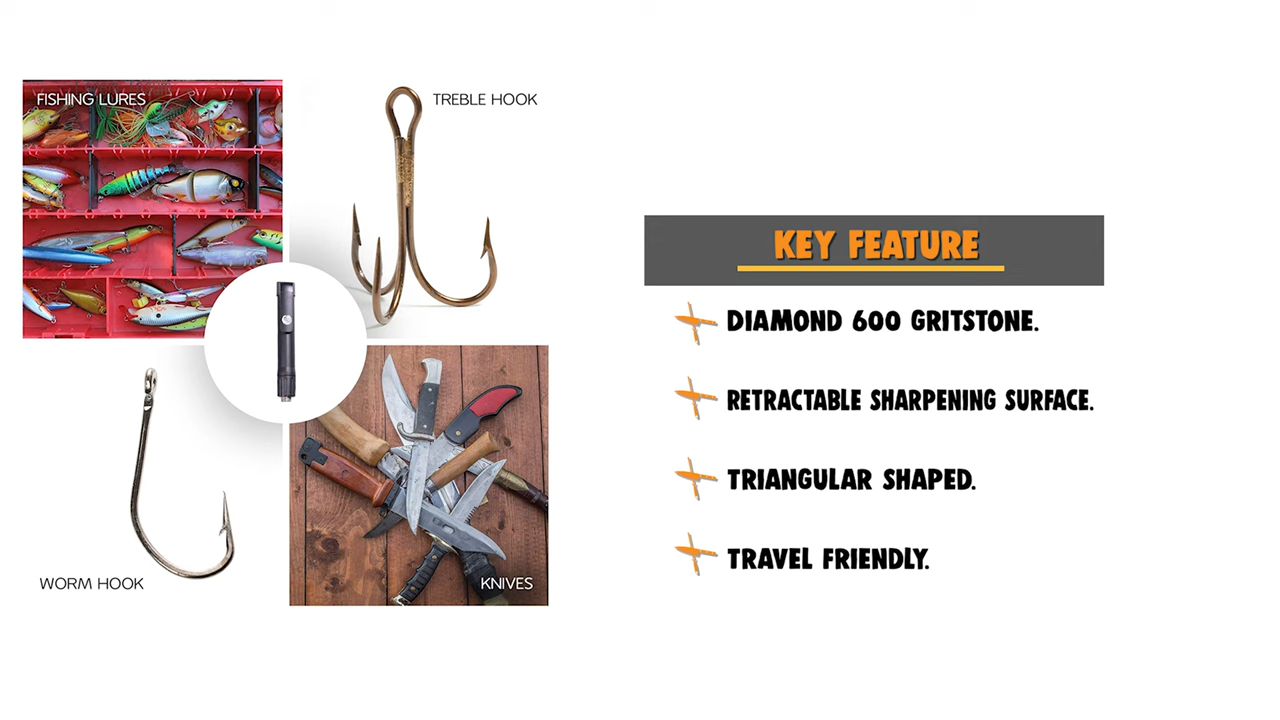 FISHING LURES
TREBLE HOOK
WORM HOOK
KNIVES
KEY FEATURE
DIAMOND 600 GRITSTONE.
RETRACTABLE SHARPENING SURFACE.
TRIANGULAR SHAPED.
TRAVEL FRIENDLY.